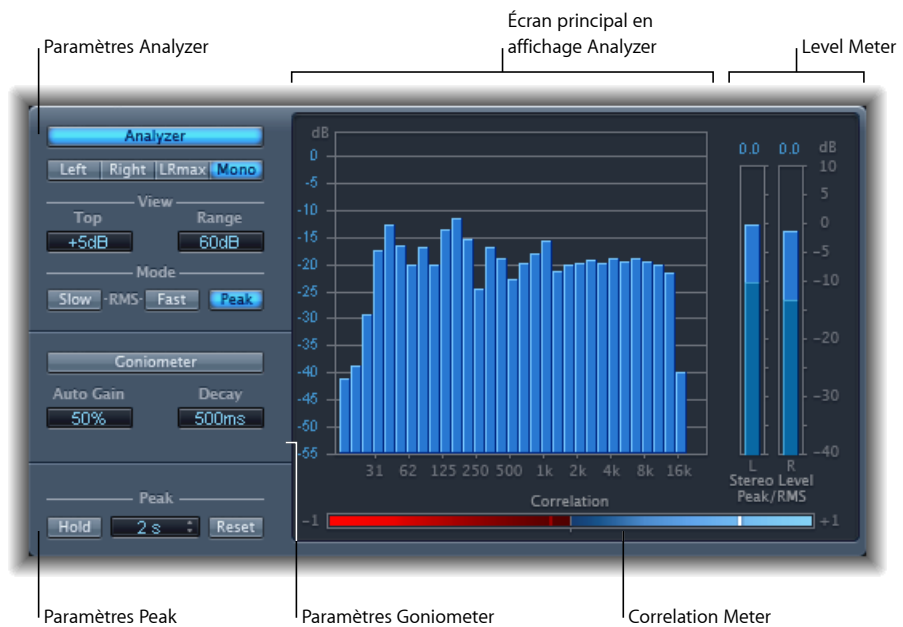 Écran principal en
affichage Analyzer
Paramètres Analyzer
Level Meter
Analyzer
Left Right LRmax Mono
View
Top Range
+5dB 60dB
Mode
Slow -RMS- Fast Peak
Goniometer
Auto Gain Decay
50% 500ms
Peak
Hold 2 s Reset
dB
0
-5
-10
-15
-20
-25
-30
-35
-40
-45
-50
-55
31 62 125 250 500 1k 2k 4k 8k 16k
0.0 0.0 dB
10
5
0
-5
-10
-20
-30
-40
L R
Stereo Level
Peak/RMS
Correlation
-1 +1
Paramètres Peak
Paramètres Goniometer
Correlation Meter